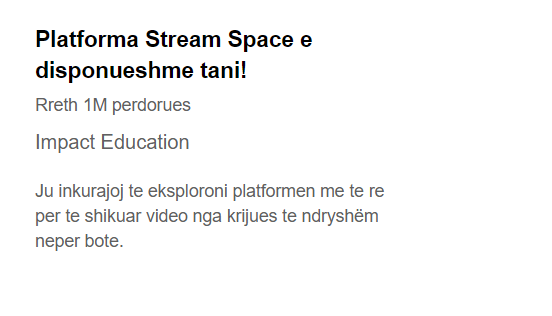 Platforma Stream Space e
disponueshme tani!
Rreth 1M perdorues
Impact Education
Ju inkurajoj te eksploroni platformen me te re
per te shikuar video nga krijues te ndryshëm
neper bote.